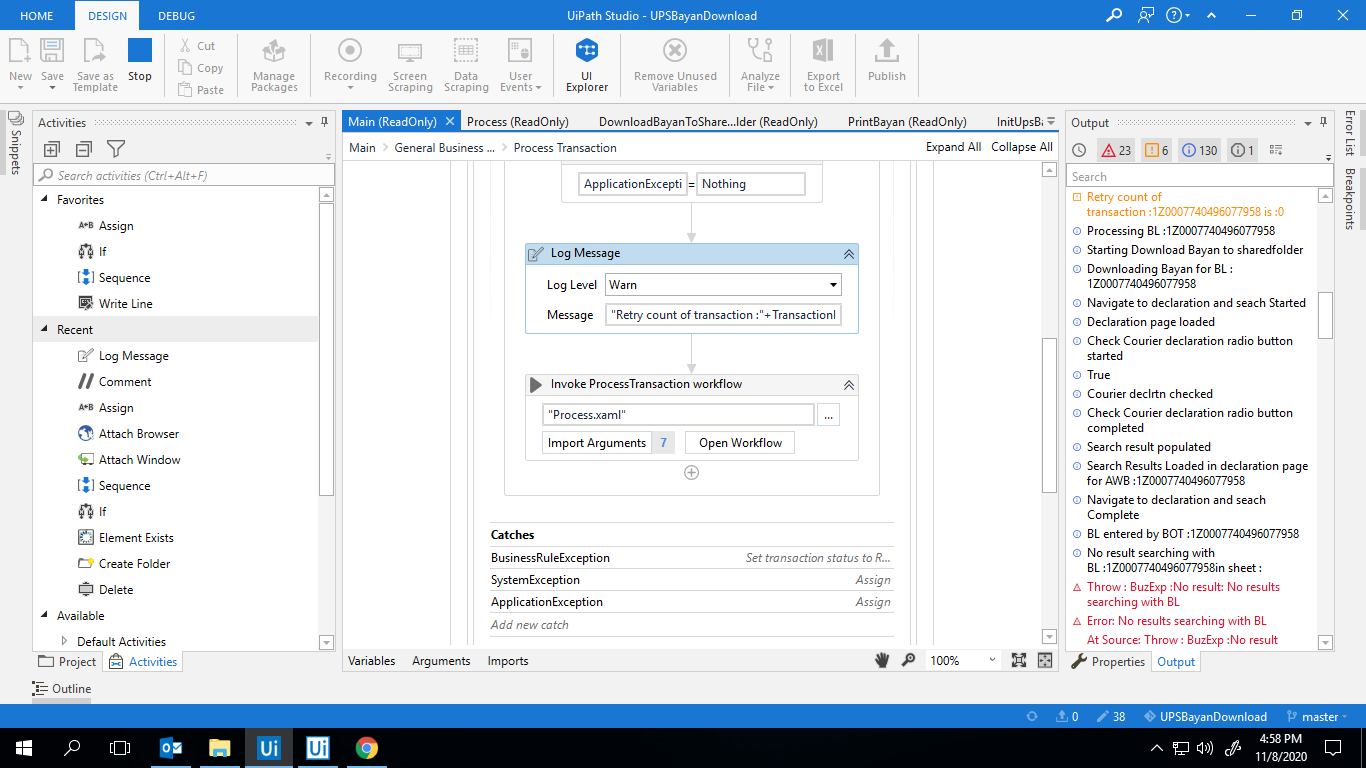 HOME DESIGN DEBUG UiPath Studio - UPSBayanDownload
New Save Save as Template Stop
Cut
Copy
Paste
Manage Packages
Recording
Screen Scraping
Data Scraping
User Events
UI Explorer
Remove Unused Variables
Analyze File
Export to Excel
Publish
Snippets
Activities
Search activities (Ctrl+Alt+F)
Favorites
A+B Assign
If
Sequence
Write Line
Recent
Log Message
Comment
A+B Assign
Attach Browser
Attach Window
Sequence
If
Element Exists
Create Folder
Delete
Available
Default Activities
Project Activities
Outline
Main (ReadOnly) Process (ReadOnly) DownloadBayanToShare...lder (ReadOnly) PrintBayan (ReadOnly) InitUpsBa
Main General Business ... Process Transaction Expand All Collapse All
ApplicationExcepti = Nothing
Log Message
Log Level Warn
Message "Retry count of transaction :"+TransactionI
Invoke ProcessTransaction workflow
"Process.xaml" ...
Import Arguments 7 Open Workflow
Catches
BusinessRuleException Set transaction status to R...
SystemException Assign
ApplicationException Assign
Add new catch
Variables Arguments Imports 100%
Output
23 6 130 1
Search
Retry count of
transaction :1Z0007740496077958 is :0
Processing BL :1Z0007740496077958
Starting Download Bayan to sharedfolder
Downloading Bayan for BL :
1Z0007740496077958
Navigate to declaration and seach Started
Declaration page loaded
Check Courier declaration radio button
started
True
Courier declrtn checked
Check Courier declaration radio button
completed
Search result populated
Search Results Loaded in declaration page
for AWB :1Z0007740496077958
Navigate to declaration and seach
Complete
BL entered by BOT :1Z0007740496077958
No result searching with
BL:1Z0007740496077958in sheet :
Throw : BuzExp :No result: No results
searching with BL
Error: No results searching with BL
At Source: Throw : BuzExp :No result
Properties Output
Error List
Breakpoints
0 38 UPSBayanDownload master
Ui Ui
4:58 PM
11/8/2020